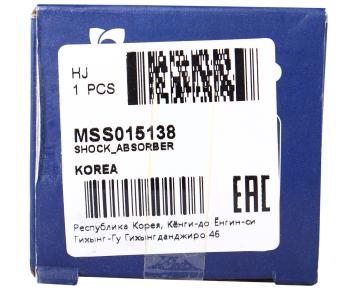 HJ
1 PCS
MSS015138
SHOCK_ABSORBER
KOREA
EAC
Республика Корея, Кёнги-до Ёнгин-си
Гихынг-Гу Гихынгданджиро 46